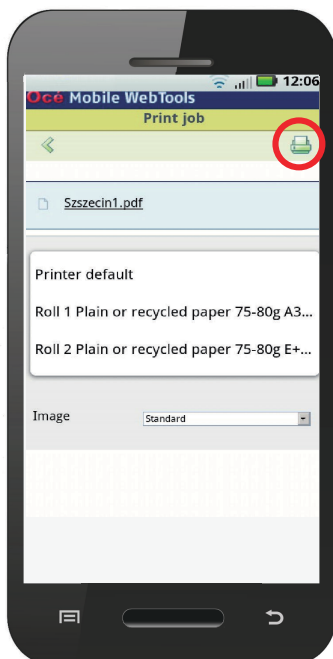 12:06
Océ Mobile WebTools
Print job
Szszecin1.pdf
Printer default
Roll 1 Plain or recycled paper 75-80g A3...
Roll 2 Plain or recycled paper 75-80g E+...
Image Standard